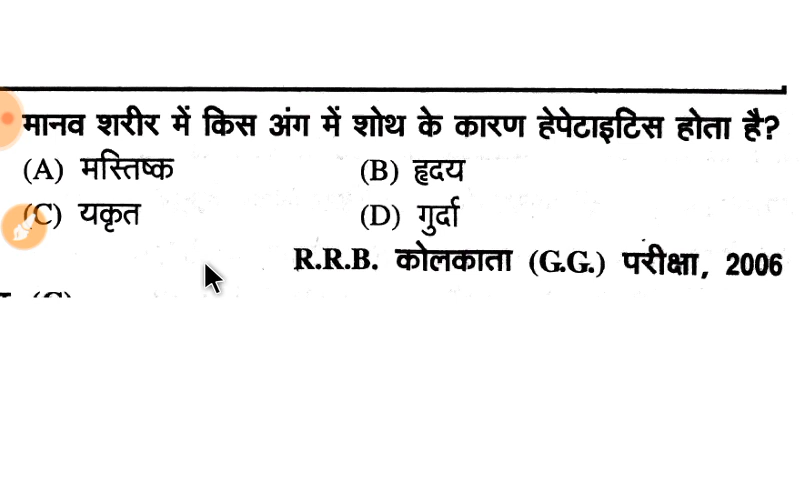 मानव शरीर में किस अंग में शोथ के कारण हेपेटाइटिस होता है?
(A) मस्तिष्क (B) हृदय
(C) यकृत (D) गुर्दा
R.R.B. कोलकाता (G.G.) परीक्षा, 2006